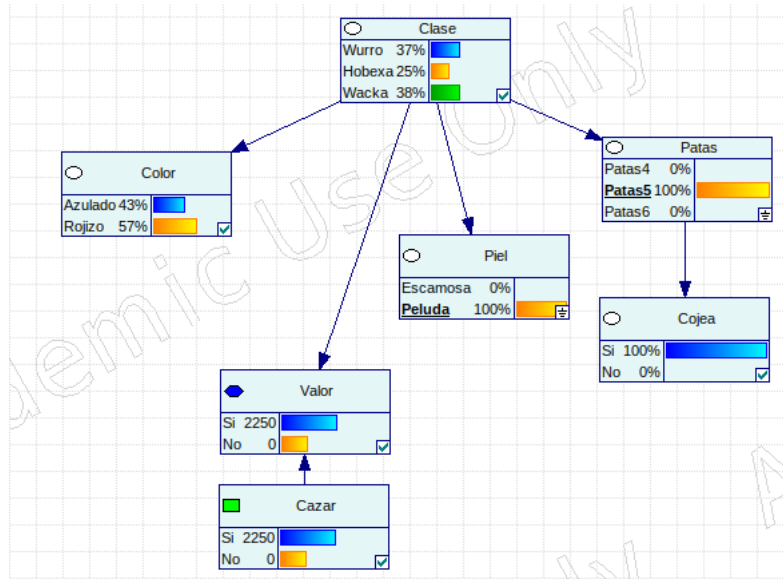 Clase
Wurro 37%
Hobexa 25%
Wacka 38%
Color
Azulado 43%
Rojizo 57%
Patas
Patas4 0%
Patas5 100%
Patas6 0%
Piel
Escamosa 0%
Peluda 100%
Cojea
Si 100%
No 0%
Valor
Si 2250
No 0
Cazar
Si 2250
No 0
demic Use Only
A
only